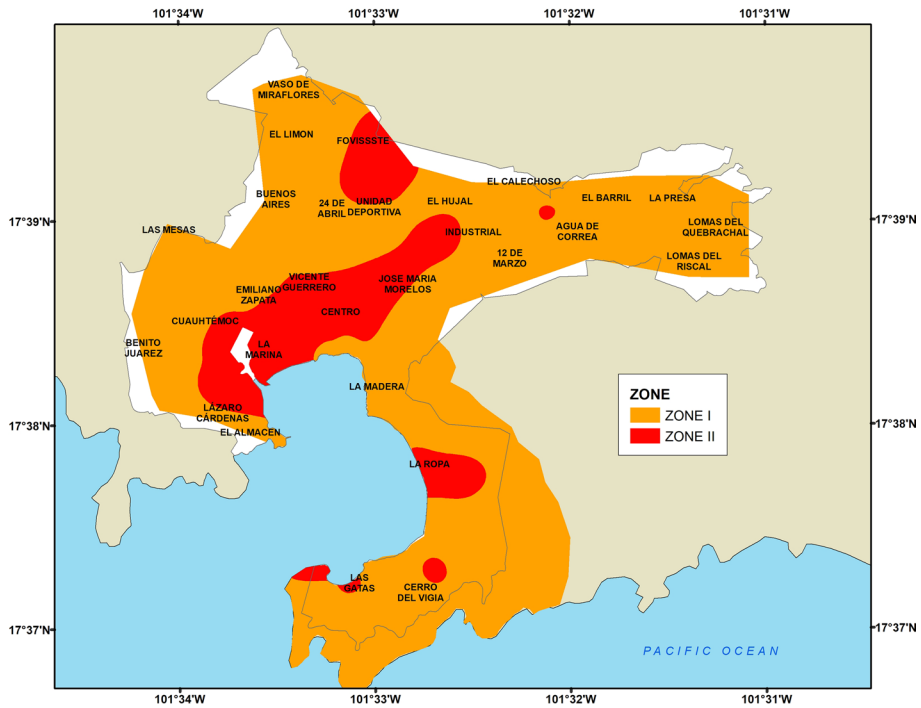 101°34'W
101°33'W
101°32'W
101°31'W
VASO DE
MIRAFLORES
EL LIMON
FOVISSSTE
EL CALECHOSO
BUENOS
AIRES
24 DE
ABRIL
UNIDAD
DEPORTIVA
EL HUJAL
EL BARRIL
LA PRESA
17°39'N
17°39'N
LAS MESAS
INDUSTRIAL
AGUA DE
CORREA
LOMAS DEL
QUEBRACHAL
12 DE
MARZO
LOMAS DEL
RISCAL
VICENTE
GUERRERO
JOSE MARIA
MORELOS
EMILIANO
ZAPATA
CENTRO
CUAUHTÉMOC
BENITO
JUAREZ
LA
MARINA
LA MADERA
ZONE
ZONE I
ZONE II
LÁZARO
CÁRDENAS
EL ALMACEN
17°38'N
17°38'N
LA ROPA
LAS
GATAS
CERRO
DEL VIGIA
17°37'N
17°37'N
PACIFIC OCEAN
101°34'W
101°33'W
101°32'W
101°31'W